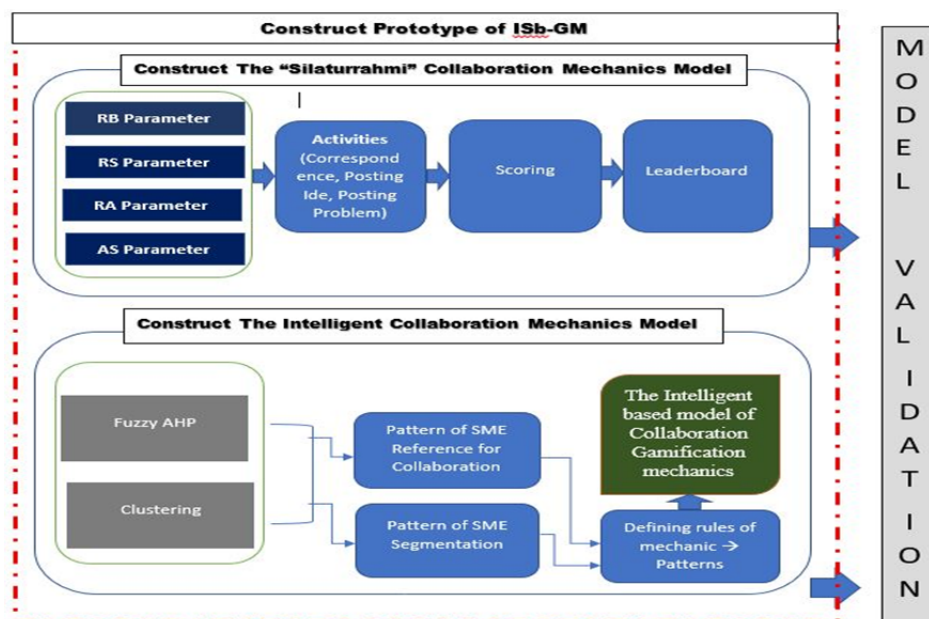 Construct Prototype of ISb-GM
Construct The “Silaturrahmi” Collaboration Mechanics Model
RB Parameter
RS Parameter
RA Parameter
AS Parameter
Activities
(Correspond
ence, Posting
Ide, Posting
Problem)
Scoring
Leaderboard
Construct The Intelligent Collaboration Mechanics Model
Fuzzy AHP
Clustering
Pattern of SME
Reference for
Collaboration
Pattern of SME
Segmentation
The Intelligent
based model of
Collaboration
Gamification
mechanics
Defining rules of
mechanic →
Patterns
MODEL VALIDATION